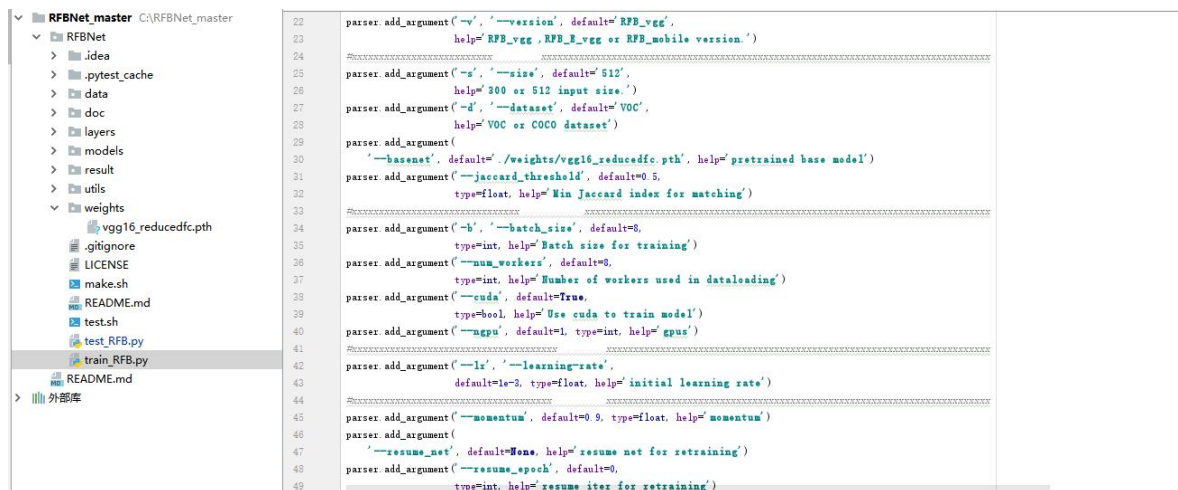 RFBNet_master C:\RFBNet_master
RFBNet
.idea
.pytest_cache
data
doc
layers
models
result
utils
weights
vgg16_reducedfc.pth
.gitignore
LICENSE
make.sh
README.md
test.sh
test_RFB.py
train_RFB.py
README.md
外部库
22 parser.add_argument('-v', '--version', default='RFB_vgg',
23 help='RFB_vgg ,RFB_E_vgg or RFB_mobile version.')
24
25 parser.add_argument('-s', '--size', default='512',
26 help='300 or 512 input size.')
27 parser.add_argument('-d', '--dataset', default='VOC',
28 help='VOC or COCO dataset')
29 parser.add_argument(
30 '--basenet', default='./weights/vgg16_reducedfc.pth', help='pretrained base model')
31 parser.add_argument('--jaccard_threshold', default=0.5,
32 type=float, help='Min Jaccard index for matching')
33
34 parser.add_argument('-b', '--batch_size', default=8,
35 type=int, help='Batch size for training')
36 parser.add_argument('--num_workers', default=8,
37 type=int, help='Number of workers used in dataloading')
38 parser.add_argument('--cuda', default=True,
39 type=bool, help='Use cuda to train model')
40 parser.add_argument('--ngpu', default=1, type=int, help='gpus')
41
42 parser.add_argument('--lr', '--learning-rate',
43 default=1e-3, type=float, help='initial learning rate')
44
45 parser.add_argument('--momentum', default=0.9, type=float, help='momentum')
46 parser.add_argument(
47 '--resume_net', default=None, help='resume net for retraining')
48 parser.add_argument('--resume_epoch', default=0,
49 type=int, help='resume iter for retraining')